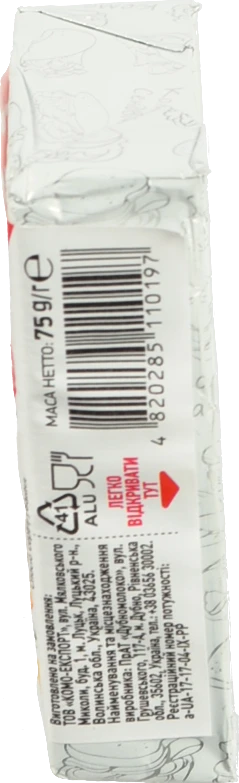 МАСА НЕТТО: 75 g/г ℮
4 820285 110197
41
ALU
ЛЕГКО
ВІДКРИВАТИ
ТУТ
Виготовлено на замовлення:
ТОВ «КОМО-ЕКСПОРТ», вул. Мяловського
Миколи, буд. 1, м. Луцьк, Луцький р-н.,
Волинська обл., Україна, 43025.
Найменування та місцезнаходження
виробника: ПрАТ «Дубномолоко», вул.
Грушевського, 117-А, м. Дубно, Рівненська
обл., 35602, Україна, тел.: +38 03656 30002.
Реєстраційний номер потужності:
a-UA-17-17-04-IX-PP